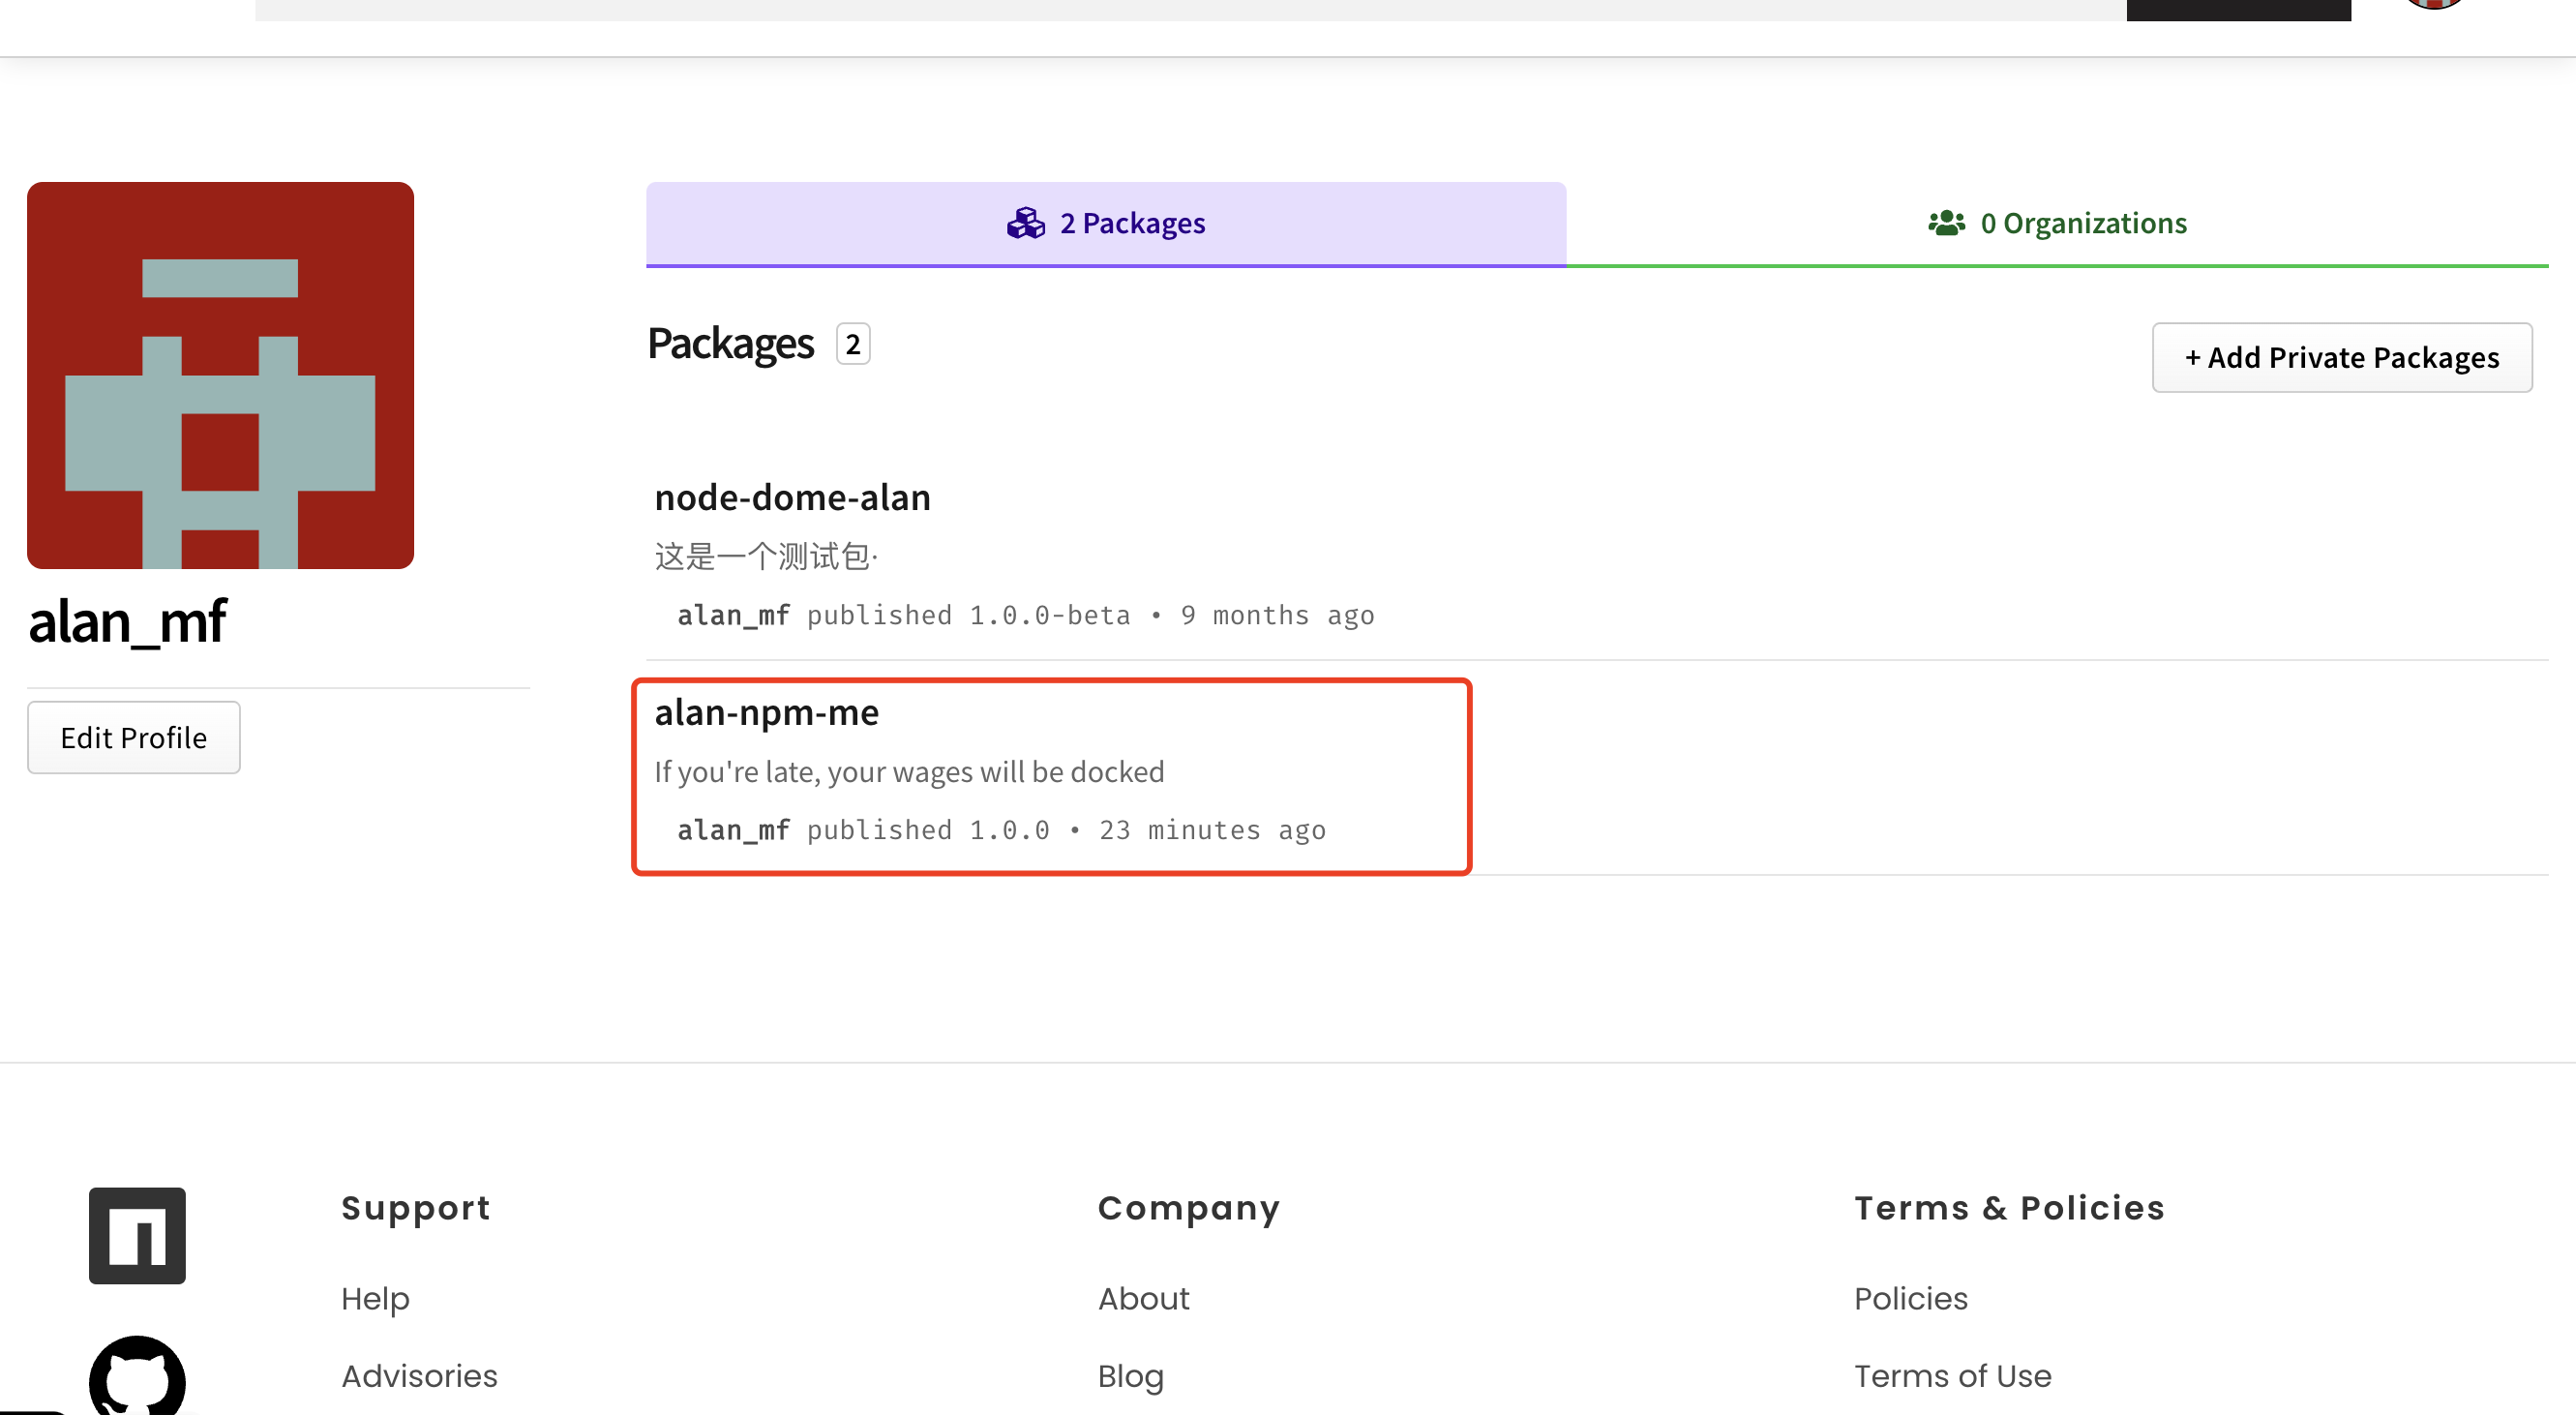 2 Packages
0 Organizations
Packages 2
+ Add Private Packages
node-dome-alan
这是一个测试包·
alan_mf published 1.0.0-beta • 9 months ago
alan_mf
Edit Profile
alan-npm-me
If you're late, your wages will be docked
alan_mf published 1.0.0 • 23 minutes ago
Support
Help
Advisories
Company
About
Blog
Terms & Policies
Policies
Terms of Use